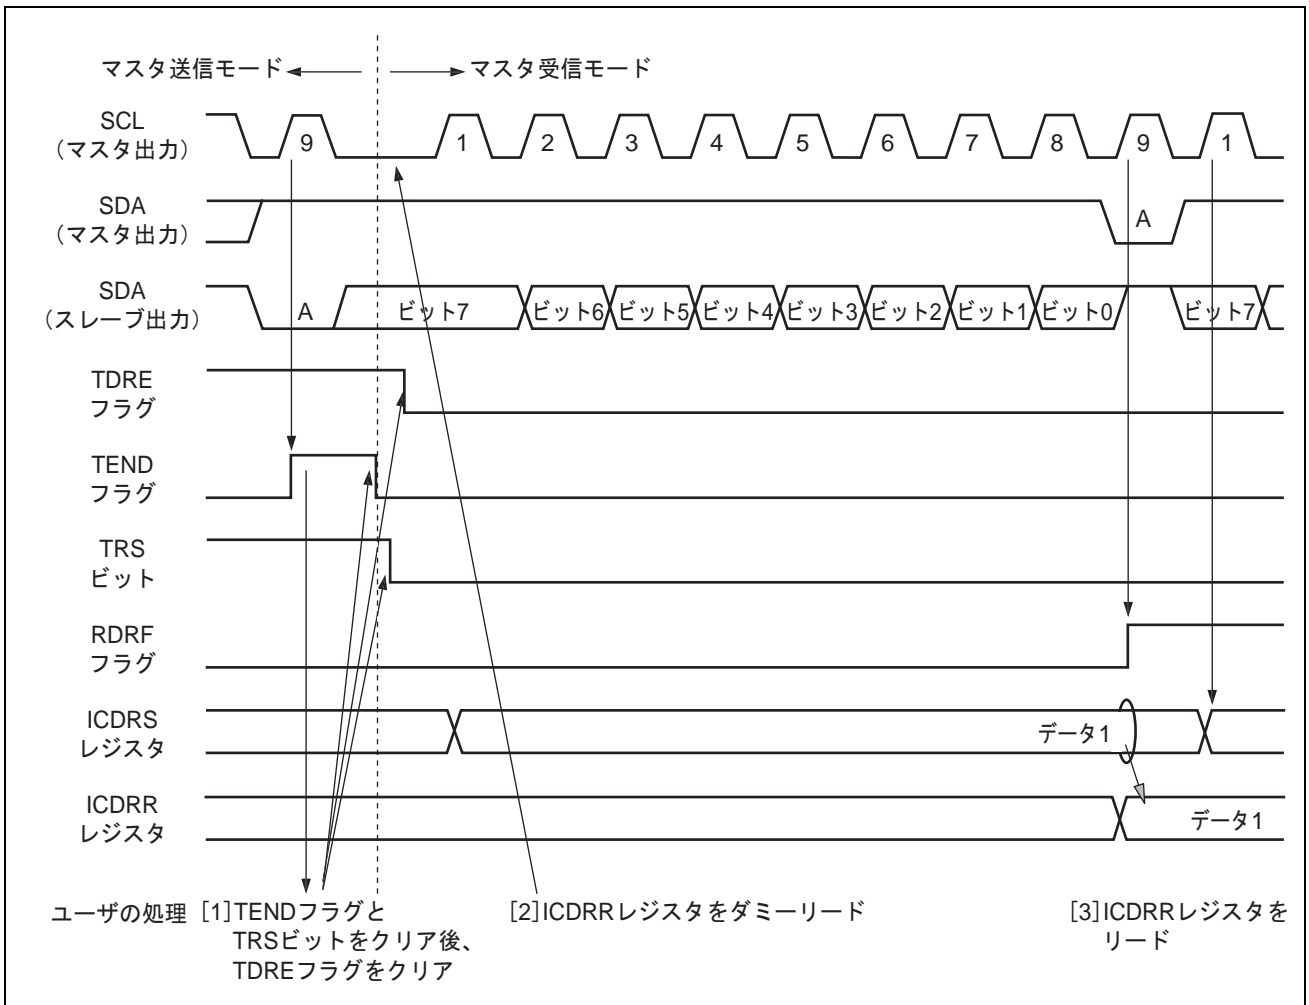 マスタ送信モード マスタ受信モード
SCL
（マスタ出力）
9 1 2 3 4 5 6 7 8 9 1
SDA
（マスタ出力）
A
SDA
（スレーブ出力）
A ビット7 ビット6 ビット5 ビット4 ビット3 ビット2 ビット1 ビット0 ビット7
TDRE
フラグ
TEND
フラグ
TRS
ビット
RDRF
フラグ
ICDRS
レジスタ
データ1
ICDRR
レジスタ
データ1
ユーザの処理
[1]TENDフラグと
TRSビットをクリア後、
TDREフラグをクリア
[2]ICDRRレジスタをダミーリード
[3]ICDRRレジスタを
リード